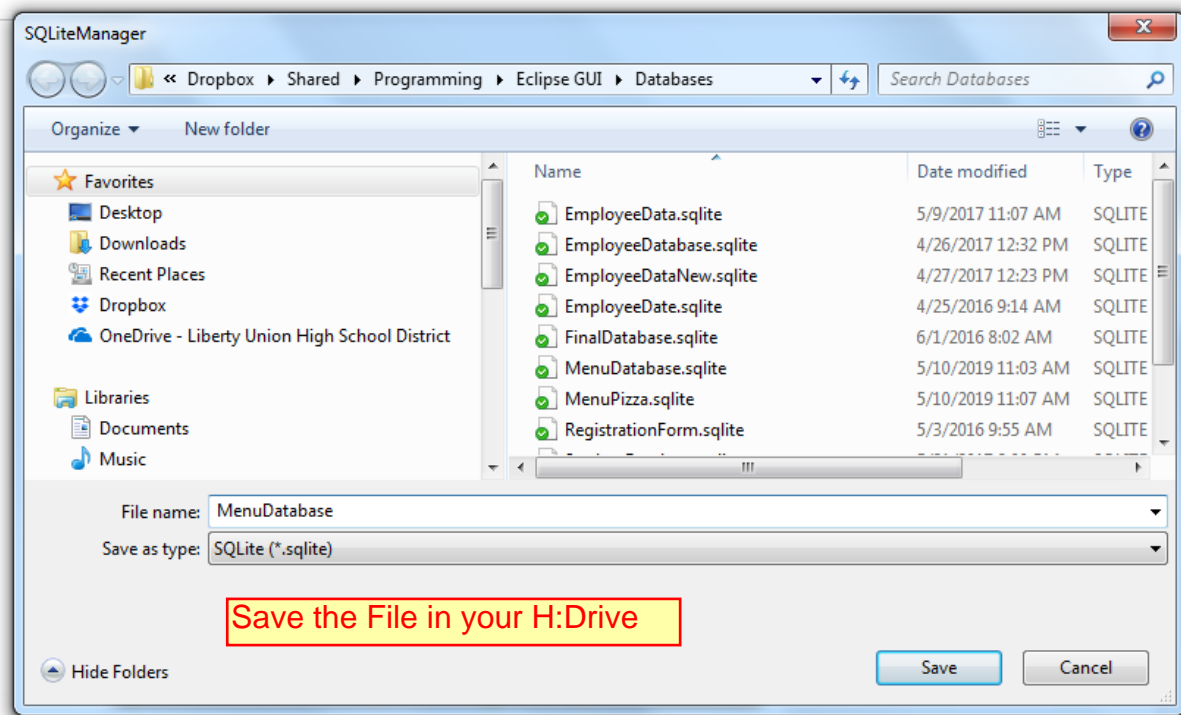 SQLiteManager
« Dropbox Shared Programming Eclipse GUI Databases
Search Databases
Organize New folder
Name Date modified Type
Favorites
Desktop
Downloads
Recent Places
Dropbox
OneDrive - Liberty Union High School District
Libraries
Documents
Music
EmployeeData.sqlite 5/9/2017 11:07 AM SQLITE
EmployeeDatabase.sqlite 4/26/2017 12:32 PM SQLITE
EmployeeDataNew.sqlite 4/27/2017 12:23 PM SQLITE
EmployeeDate.sqlite 4/25/2016 9:14 AM SQLITE
FinalDatabase.sqlite 6/1/2016 8:02 AM SQLITE
MenuDatabase.sqlite 5/10/2019 11:03 AM SQLITE
MenuPizza.sqlite 5/10/2019 11:07 AM SQLITE
RegistrationForm.sqlite 5/3/2016 9:55 AM SQLITE
File name: MenuDatabase
Save as type: SQLite (*.sqlite)
Save the File in your H:Drive
Hide Folders
Save Cancel